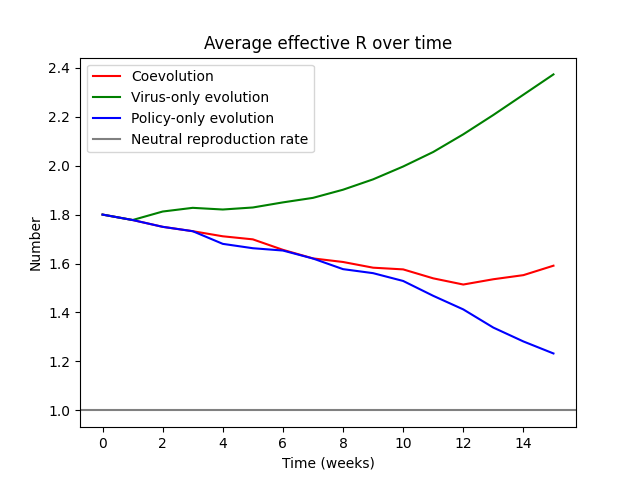 Average effective R over time
Coevolution
Virus-only evolution
Policy-only evolution
Neutral reproduction rate
Number
2.4
2.2
2.0
1.8
1.6
1.4
1.2
1.0
0 2 4 6 8 10 12 14
Time (weeks)